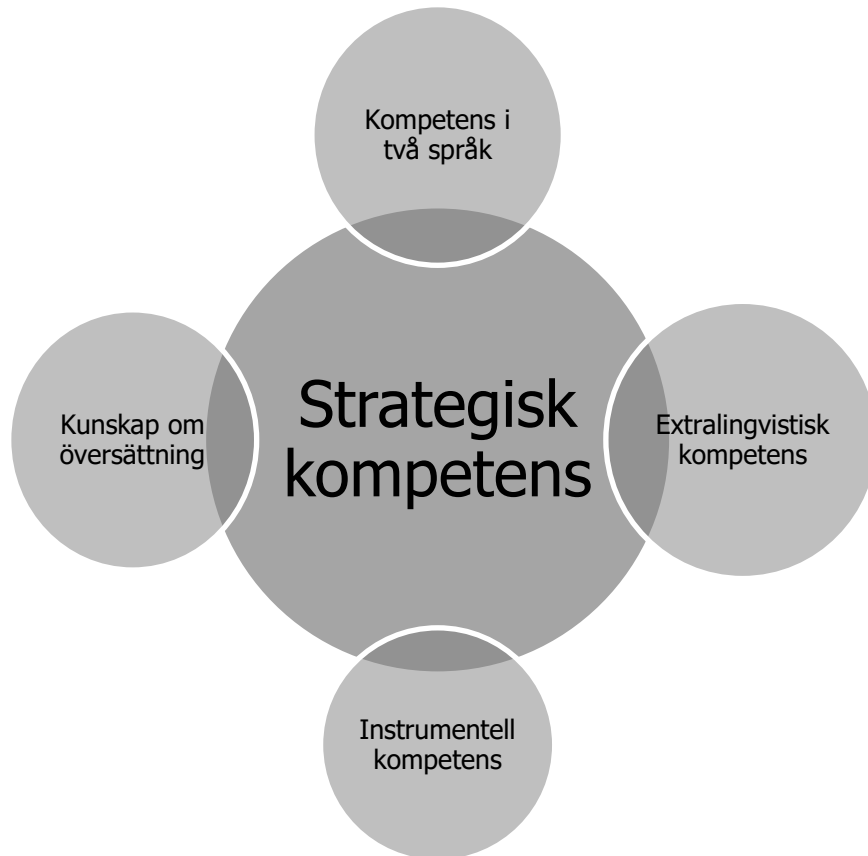 Kompetens i
två språk
Kunskap om
översättning
Strategisk
kompetens
Extralingvistisk
kompetens
Instrumentell
kompetens